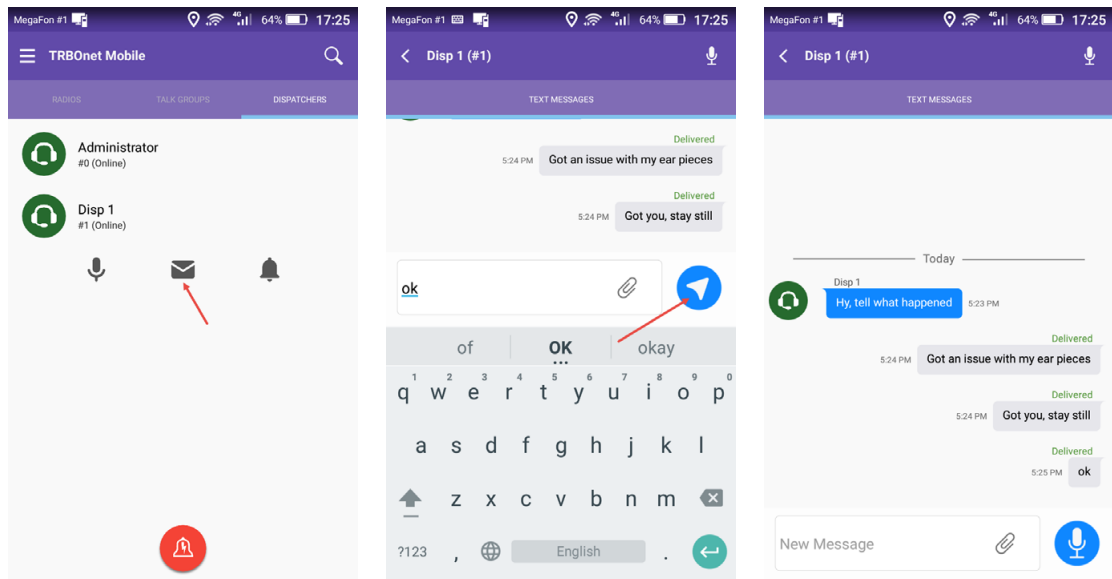 MegaFon #1 4G 64% 17:25
TRBOnet Mobile
RADIOS TALK GROUPS DISPATCHERS
Administrator
#0 (Online)
Disp 1
#1 (Online)
MegaFon #1 4G 64% 17:25
Disp 1 (#1)
TEXT MESSAGES
Delivered
5:24 PM Got an issue with my ear pieces
Delivered
5:24 PM Got you, stay still
ok
of OK okay
1 2 3 4 5 6 7 8 9 0
q w e r t y u i o p
a s d f g h j k l
z x c v b n m
?123 , English .
MegaFon #1 4G 64% 17:25
Disp 1 (#1)
TEXT MESSAGES
Today
Disp 1
Hy, tell what happened 5:23 PM
Delivered
5:24 PM Got an issue with my ear pieces
Delivered
5:24 PM Got you, stay still
Delivered
5:25 PM ok
New Message